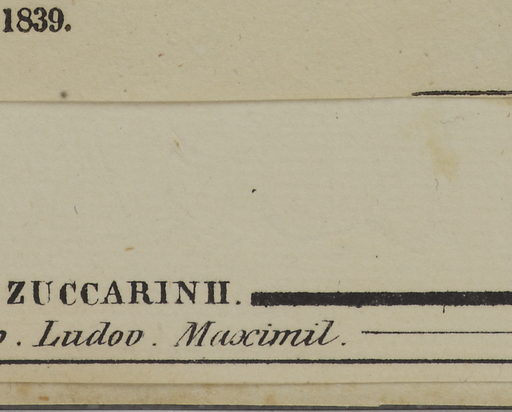 1839.
ZUCCARINII.
. Ludov. Maximil.